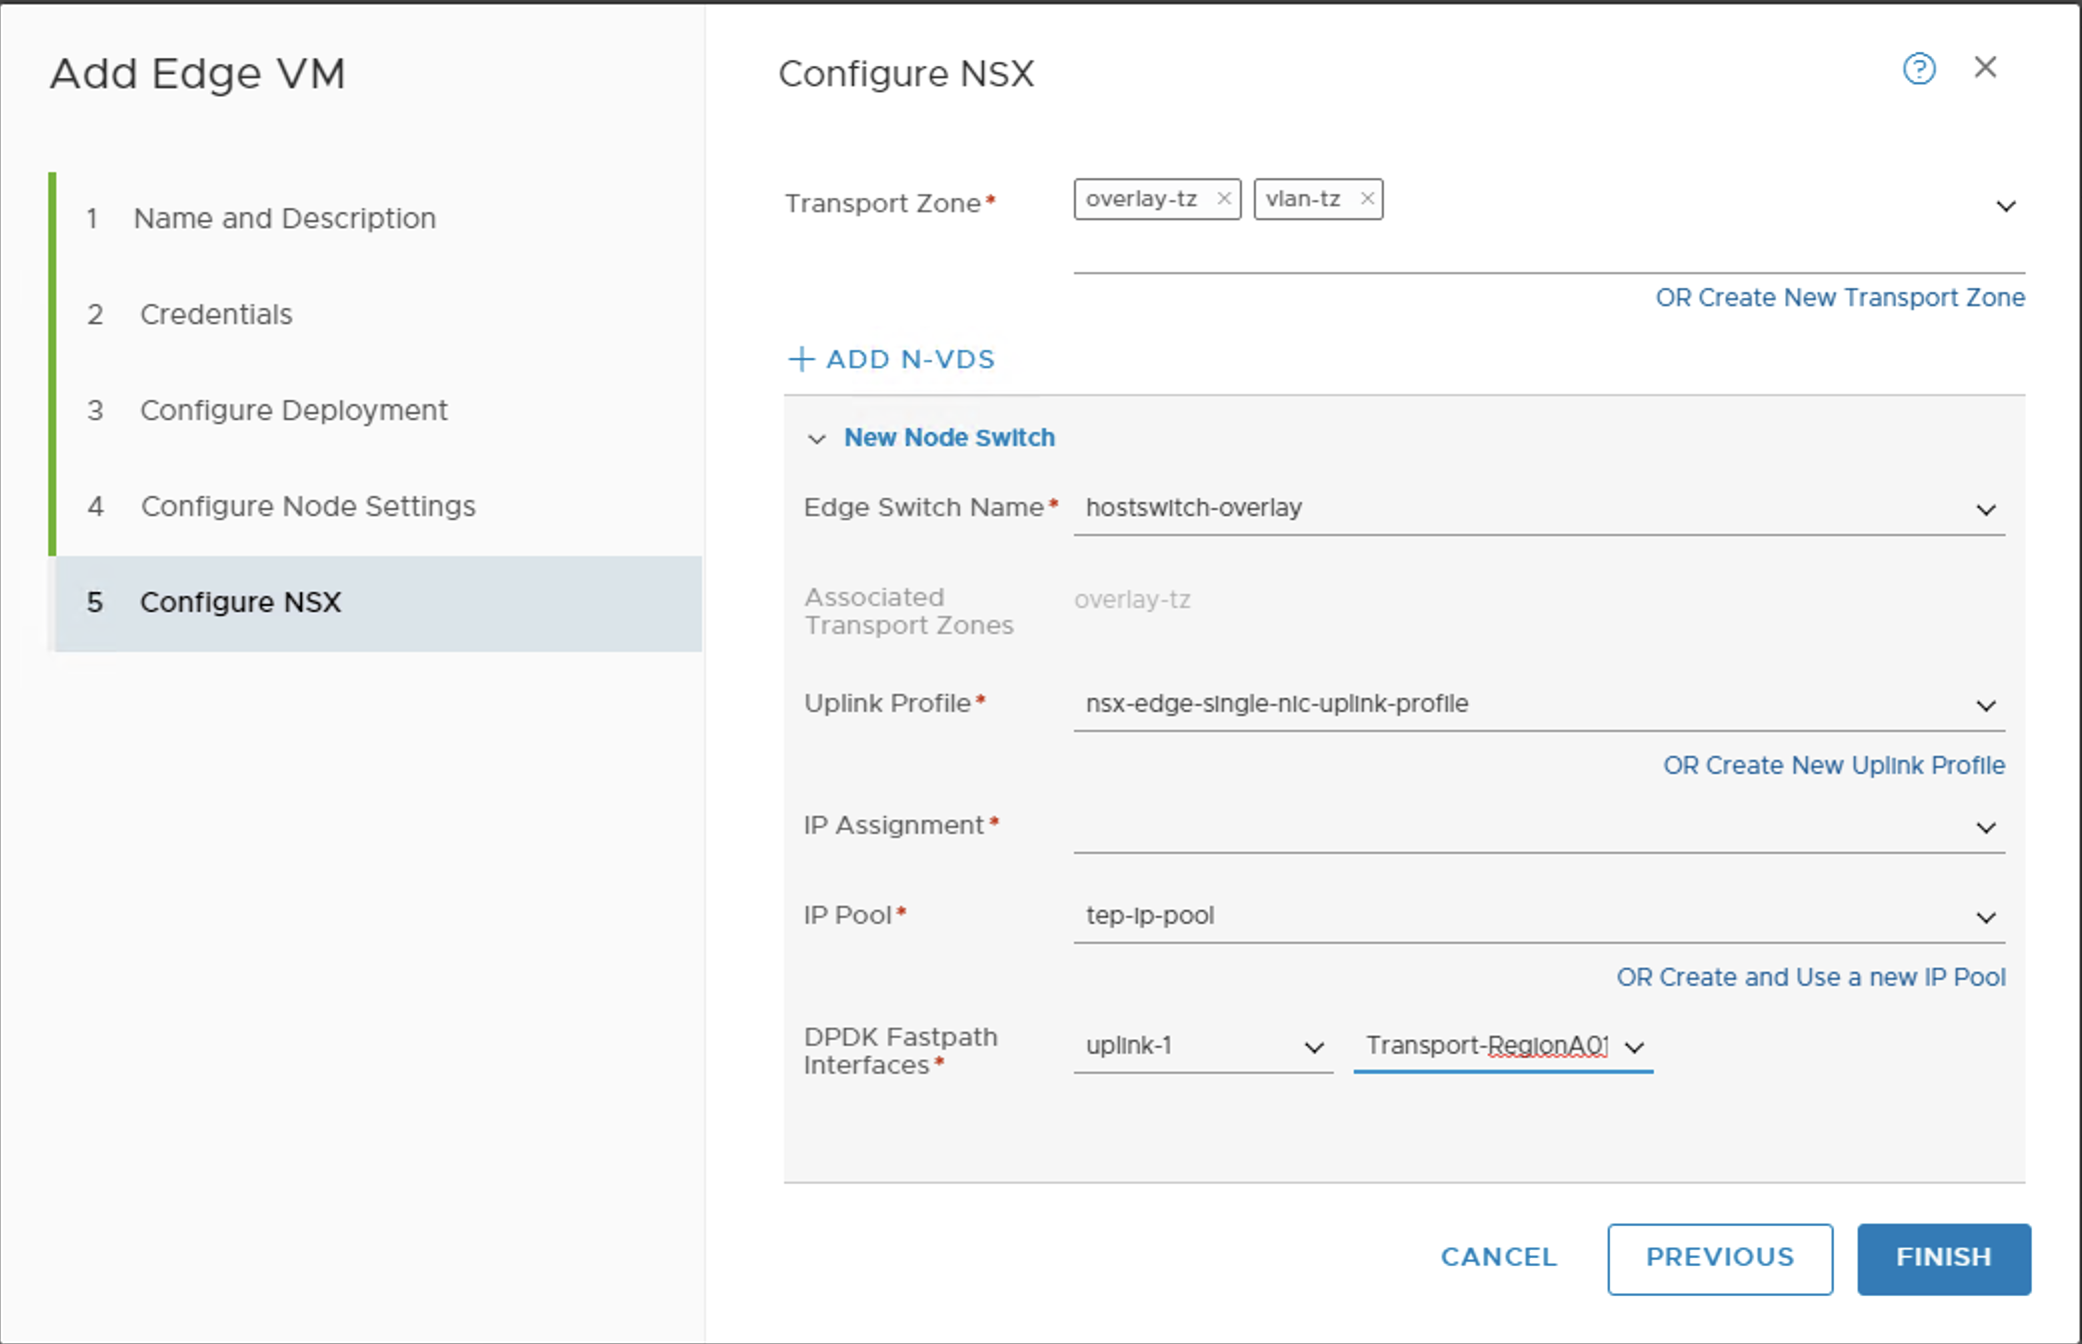 Add Edge VM
1 Name and Description
2 Credentials
3 Configure Deployment
4 Configure Node Settings
5 Configure NSX
Configure NSX
Transport Zone*
overlay-tz
vlan-tz
OR Create New Transport Zone
+ ADD N-VDS
New Node Switch
Edge Switch Name* hostswitch-overlay
Associated
Transport Zones
overlay-tz
Uplink Profile* nsx-edge-single-nic-uplink-profile
OR Create New Uplink Profile
IP Assignment*
IP Pool* tep-ip-pool
OR Create and Use a new IP Pool
DPDK Fastpath
Interfaces*
uplink-1
Transport-RegionA01
CANCEL
PREVIOUS
FINISH